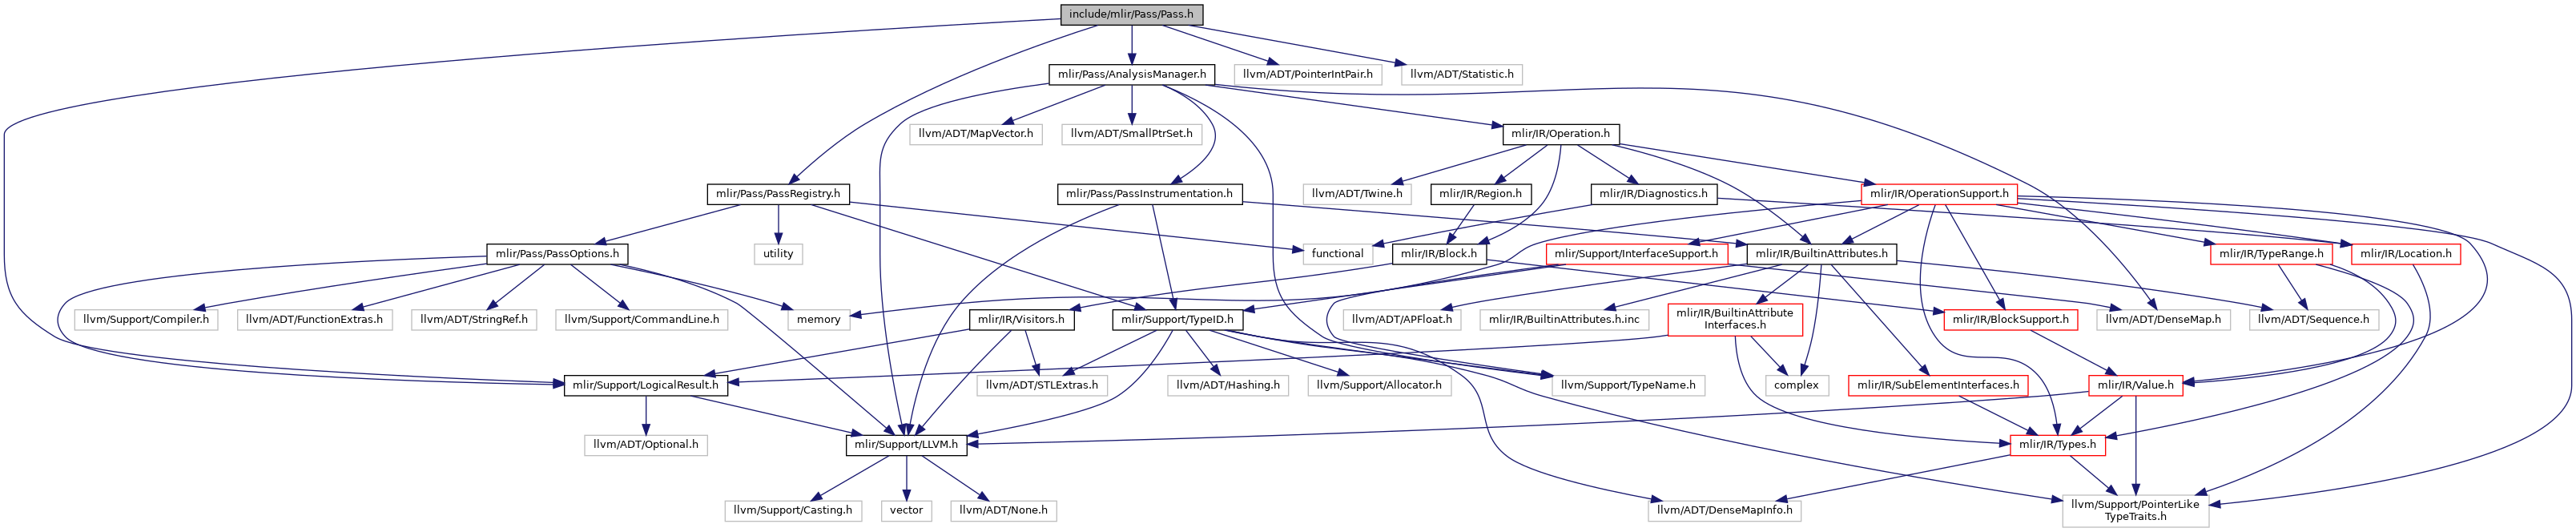 include/mlir/Pass/Pass.h
mlir/Pass/AnalysisManager.h
llvm/ADT/PointerIntPair.h
llvm/ADT/Statistic.h
llvm/ADT/MapVector.h
llvm/ADT/SmallPtrSet.h
mlir/IR/Operation.h
mlir/Pass/PassRegistry.h
mlir/Pass/PassInstrumentation.h
llvm/ADT/Twine.h
mlir/IR/Region.h
mlir/IR/Diagnostics.h
mlir/IR/OperationSupport.h
mlir/Pass/PassOptions.h
utility
functional
mlir/IR/Block.h
mlir/Support/InterfaceSupport.h
mlir/IR/BuiltinAttributes.h
mlir/IR/TypeRange.h
mlir/IR/Location.h
llvm/Support/Compiler.h
llvm/ADT/FunctionExtras.h
llvm/ADT/StringRef.h
llvm/Support/CommandLine.h
memory
mlir/IR/Visitors.h
mlir/Support/TypeID.h
llvm/ADT/APFloat.h
mlir/IR/BuiltinAttributes.h.inc
mlir/IR/BuiltinAttribute
Interfaces.h
mlir/IR/BlockSupport.h
llvm/ADT/DenseMap.h
llvm/ADT/Sequence.h
mlir/Support/LogicalResult.h
llvm/ADT/STLExtras.h
llvm/ADT/Hashing.h
llvm/Support/Allocator.h
llvm/Support/TypeName.h
complex
mlir/IR/SubElementInterfaces.h
mlir/IR/Value.h
llvm/ADT/Optional.h
mlir/Support/LLVM.h
mlir/IR/Types.h
llvm/Support/Casting.h
vector
llvm/ADT/None.h
llvm/ADT/DenseMapInfo.h
llvm/Support/PointerLike
TypeTraits.h